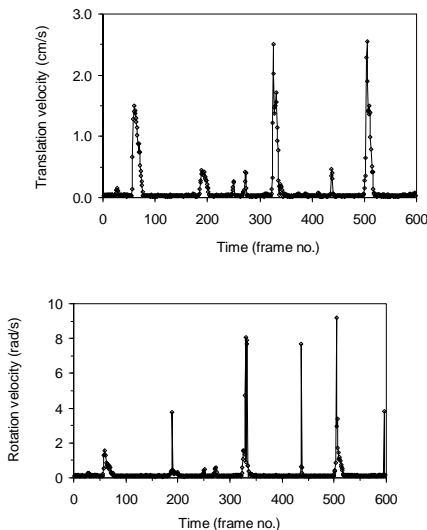 Translation velocity (cm/s)
3.0
2.0
1.0
0.0
0 100 200 300 400 500 600
Time (frame no.)
Rotation velocity (rad/s)
10
8
6
4
2
0
0 100 200 300 400 500 600
Time (frame no.)